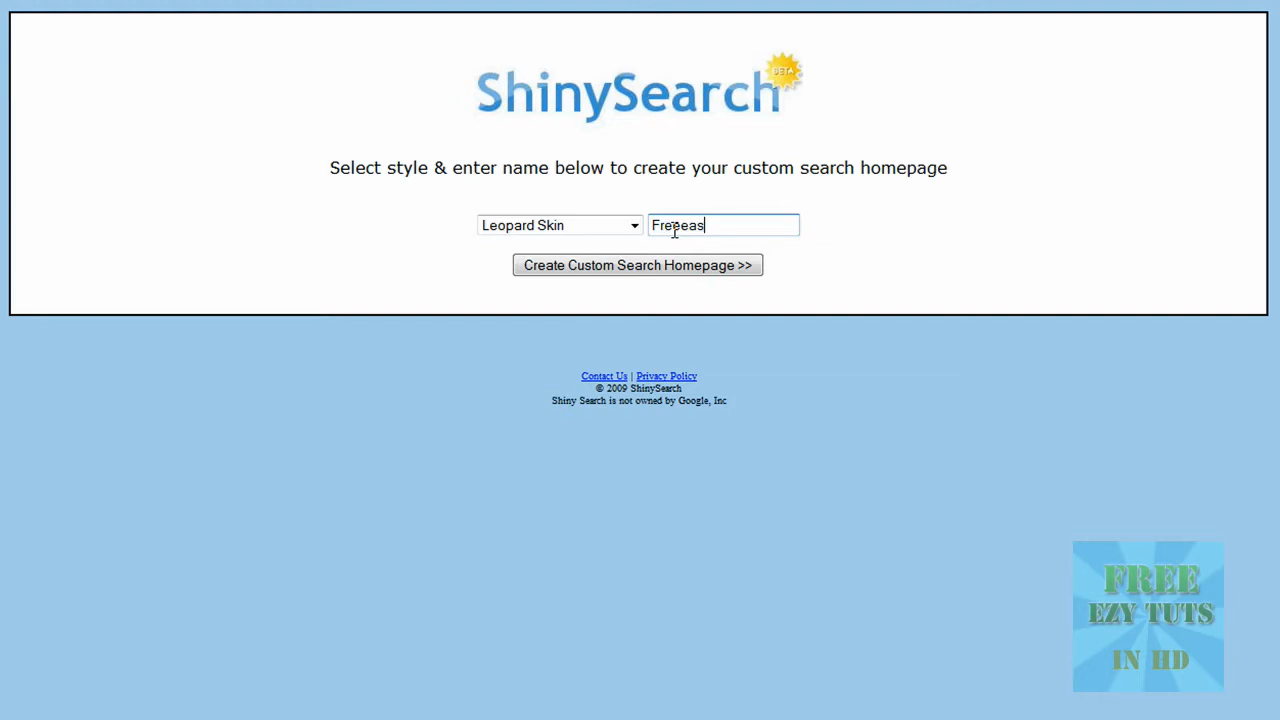 ShinySearch
BETA
Select style & enter name below to create your custom search homepage
Leopard Skin
Freeeas
Create Custom Search Homepage >>
Contact Us | Privacy Policy
© 2009 ShinySearch
Shiny Search is not owned by Google, Inc
FREE
EZY TUTS
IN HD